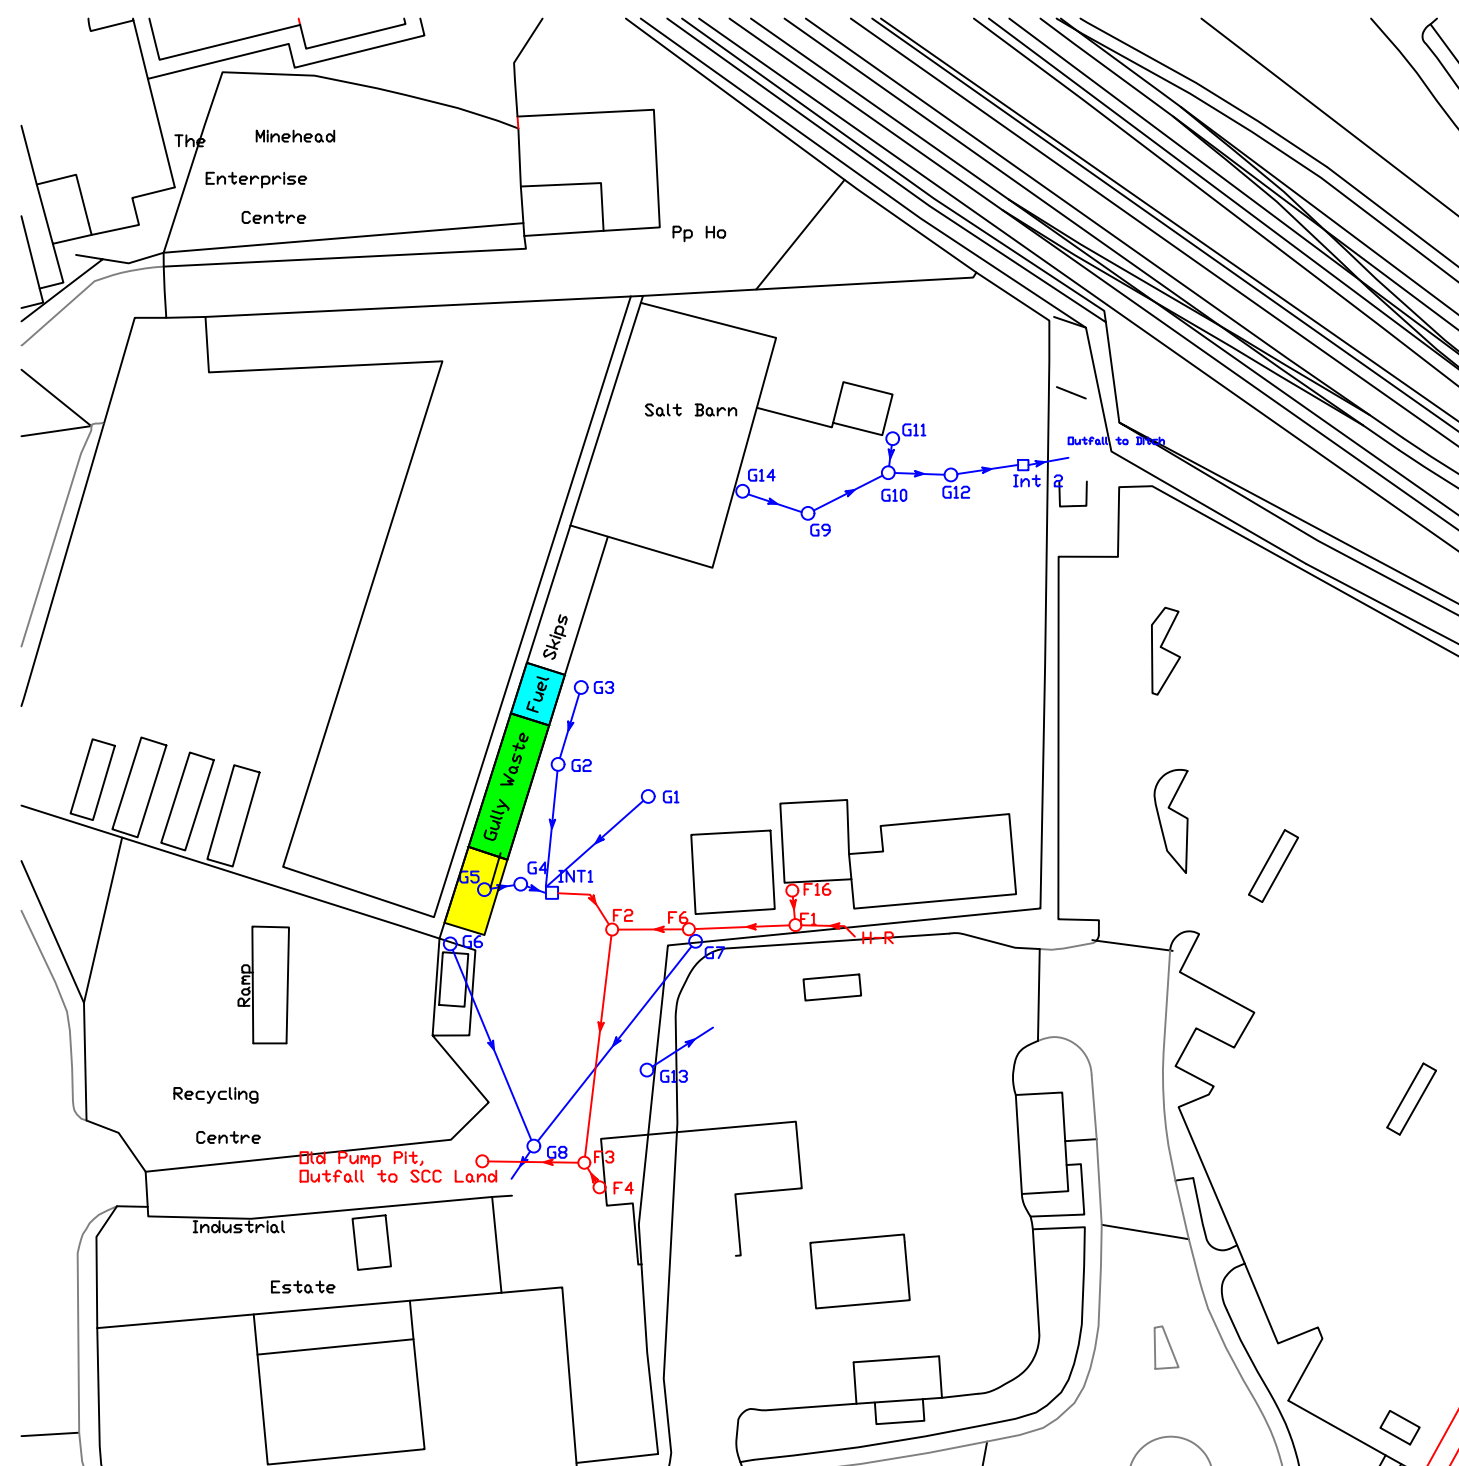 The Minehead
Enterprise
Centre
Pp Ho
Salt Barn
G11
Outfall to Ditch
G14
G10
G12
Int 2
G9
Skips
Fuel
G3
Gully Waste
G2
G1
G5
G4
INT1
F16
F2
F6
F1
H-R
G6
G7
Ramp
G13
Recycling
Centre
G8
Old Pump Pit,
Outfall to SCC Land
F3
F4
Industrial
Estate